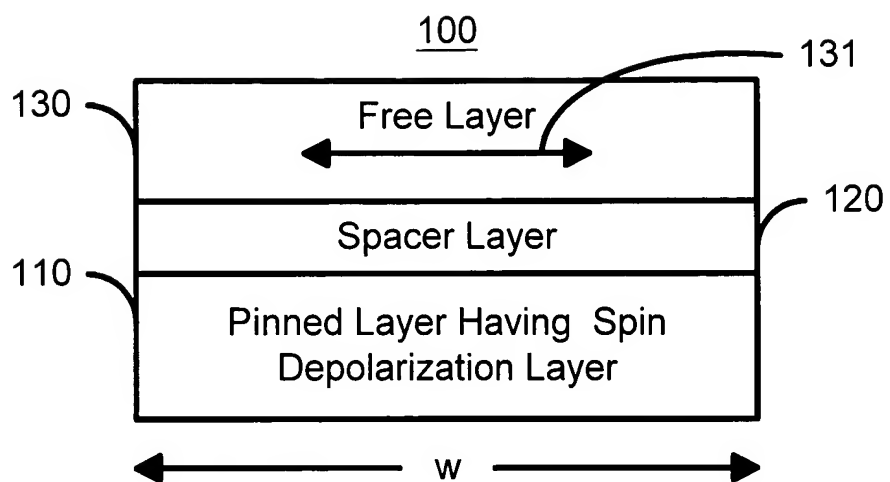 100
131
130
Free Layer
120
Spacer Layer
110
Pinned Layer Having Spin
Depolarization Layer
w